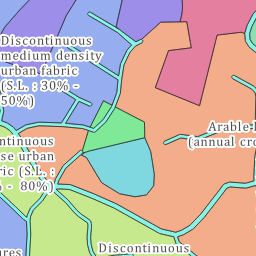 Discontinuous
medium density
urban fabric
(S.L. : 30% -
50%)
Arable
(annual cro
ntinuous
se urban
ric (S.L. :
% - 80%)
Discontinuous
ures